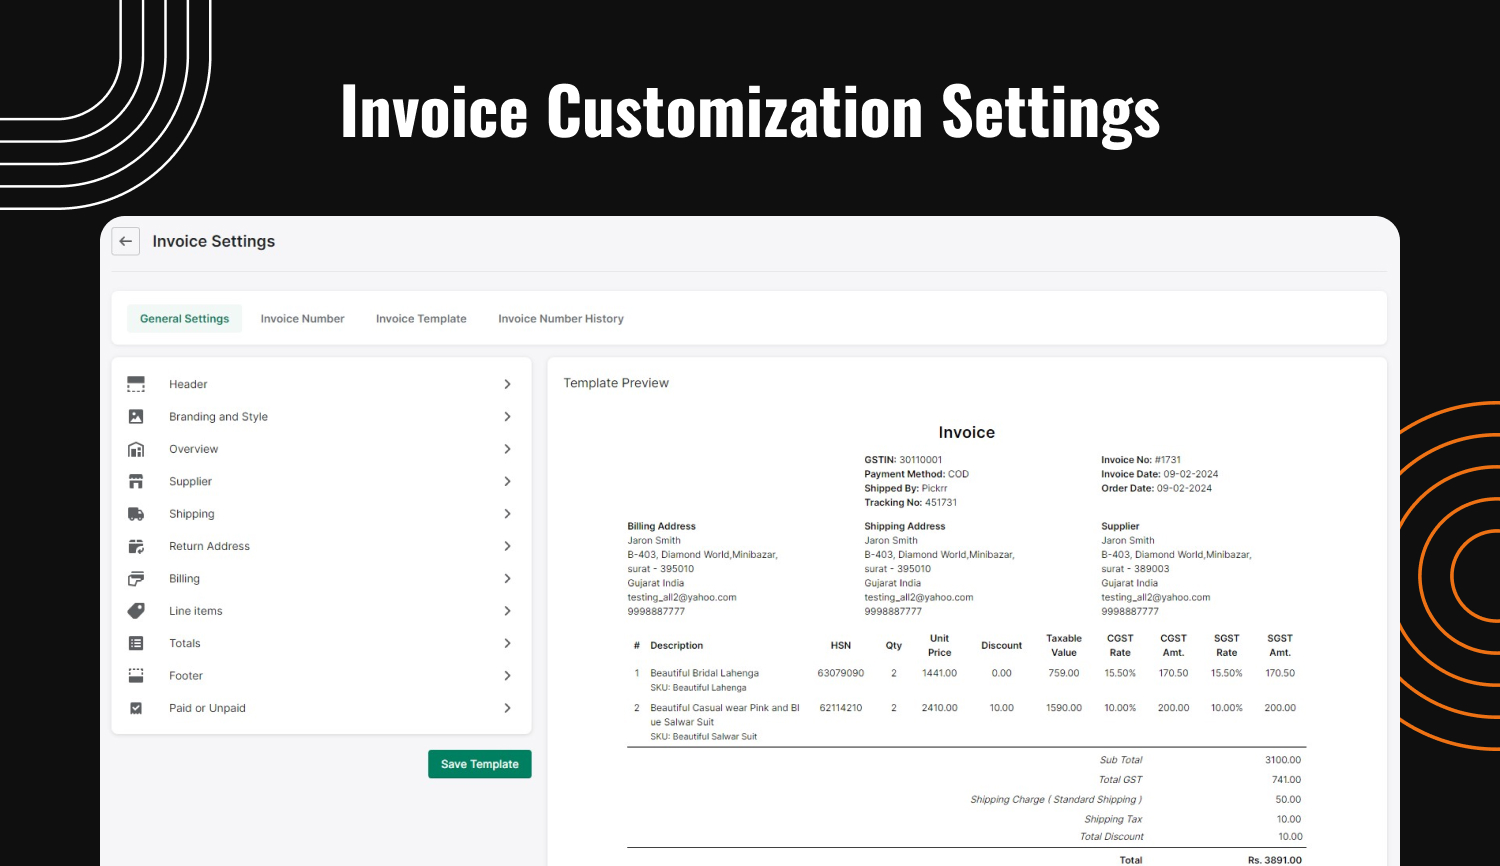 Invoice Customization Settings
Invoice Settings
General Settings Invoice Number Invoice Template Invoice Number History
Header
Branding and Style
Overview
Supplier
Shipping
Return Address
Billing
Line items
Totals
Footer
Paid or Unpaid
Save Template
Template Preview
Invoice
GSTIN: 30110001
Payment Method: COD
Shipped By: Pickrr
Tracking No: 451731
Invoice No: #1731
Invoice Date: 09-02-2024
Order Date: 09-02-2024
Billing Address
Jaron Smith
B-403, Diamond World,Minibazar,
surat - 395010
Gujarat India
testing_all2@yahoo.com
9998887777
Shipping Address
Jaron Smith
B-403, Diamond World,Minibazar,
surat - 395010
Gujarat India
testing_all2@yahoo.com
9998887777
Supplier
Jaron Smith
B-403, Diamond World,Minibazar,
surat - 389003
Gujarat India
testing_all2@yahoo.com
9998887777
# Description HSN Qty Unit Price Discount Taxable Value CGST Rate CGST Amt. SGST Rate SGST Amt.
1 Beautiful Bridal Lahenga 63079090 2 1441.00 0.00 759.00 15.50% 170.50 15.50% 170.50
SKU: Beautiful Lahenga
2 Beautiful Casual wear Pink and Bl 62114210 2 2410.00 10.00 1590.00 10.00% 200.00 10.00% 200.00
ue Salwar Suit
SKU: Beautiful Salwar Suit
Sub Total 3100.00
Total GST 741.00
Shipping Charge ( Standard Shipping ) 50.00
Shipping Tax 10.00
Total Discount 10.00
Total Rs. 3891.00